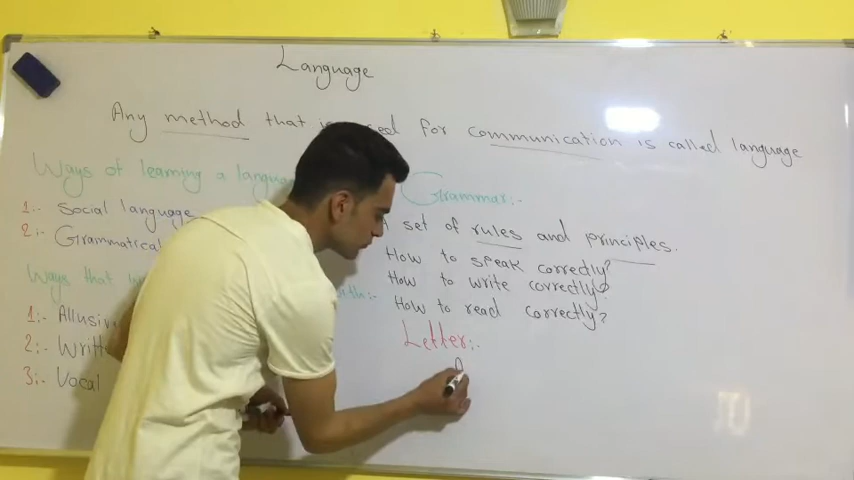 Language
Any method that is used for communication is called language
Ways of learning a language
1:- Social language
2:- Grammatical
Ways that with:-
1:- Allusive
2:- Written
3:- Vocal
Grammar:-
A set of rules and principles.
How to speak correctly?
How to write correctly?
How to read correctly?
Letter:-